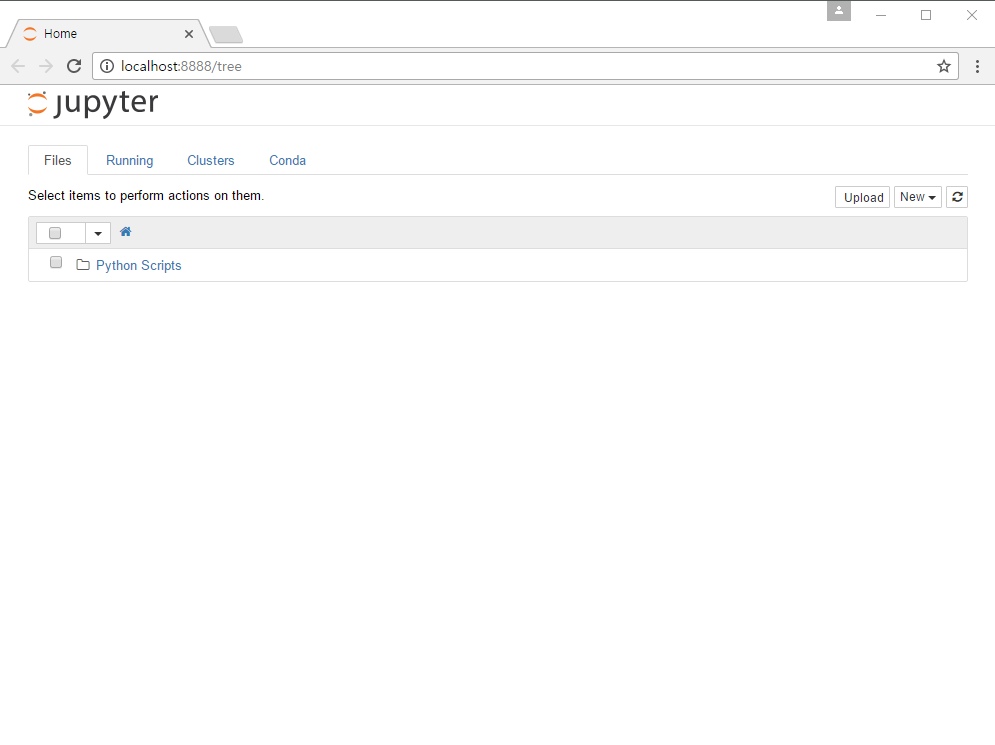 Home
localhost:8888/tree
jupyter
Files Running Clusters Conda
Select items to perform actions on them. Upload New
Python Scripts